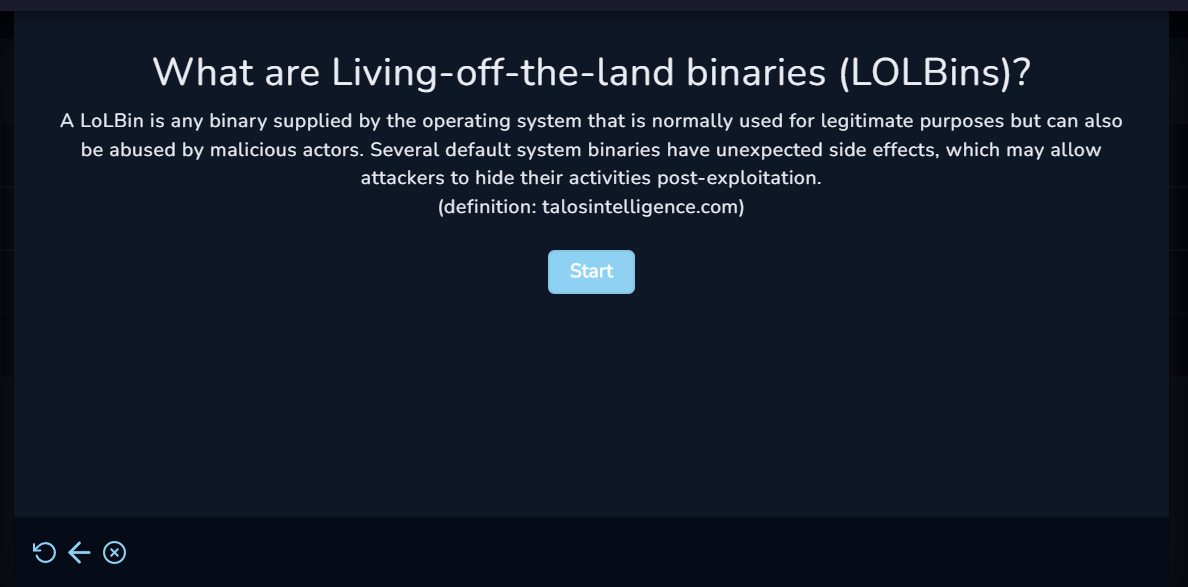 What are Living-off-the-land binaries (LOLBins)?
A LoLBin is any binary supplied by the operating system that is normally used for legitimate purposes but can also
be abused by malicious actors. Several default system binaries have unexpected side effects, which may allow
attackers to hide their activities post-exploitation.
(definition: talosintelligence.com)
Start